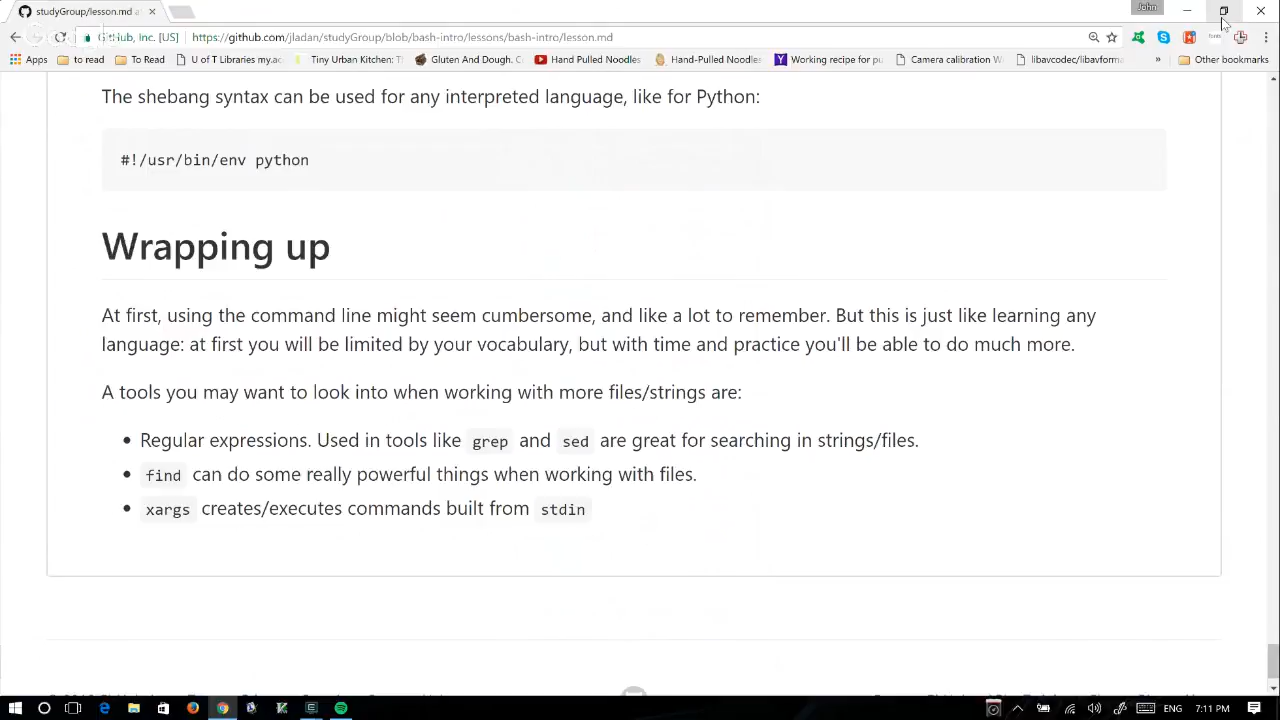 studyGroup/lesson.md a
John
GitHub, Inc. [US] https://github.com/jladan/studyGroup/blob/bash-intro/lessons/bash-intro/lesson.md
Apps U read To Read U of T Libraries my.ac Tiny Urban Kitchen: T Gluten And Dough. C Hand Pulled Noodles Hand-Pulled Noodle Working recipe for pu Camera calibration W libavcodec/libavforma » Other bookmarks
The shebang syntax can be used for any interpreted language, like for Python:
#!/usr/bin/env python
Wrapping up
At first, using the command line might seem cumbersome, and like a lot to remember. But this is just like learning any
language: at first you will be limited by your vocabulary, but with time and practice you'll be able to do much more.
A tools you may want to look into when working with more files/strings are:
• Regular expressions. Used in tools like grep and sed are great for searching in strings/files.
• find can do some really powerful things when working with files.
• xargs creates/executes commands built from stdin
ENG 7:11 PM